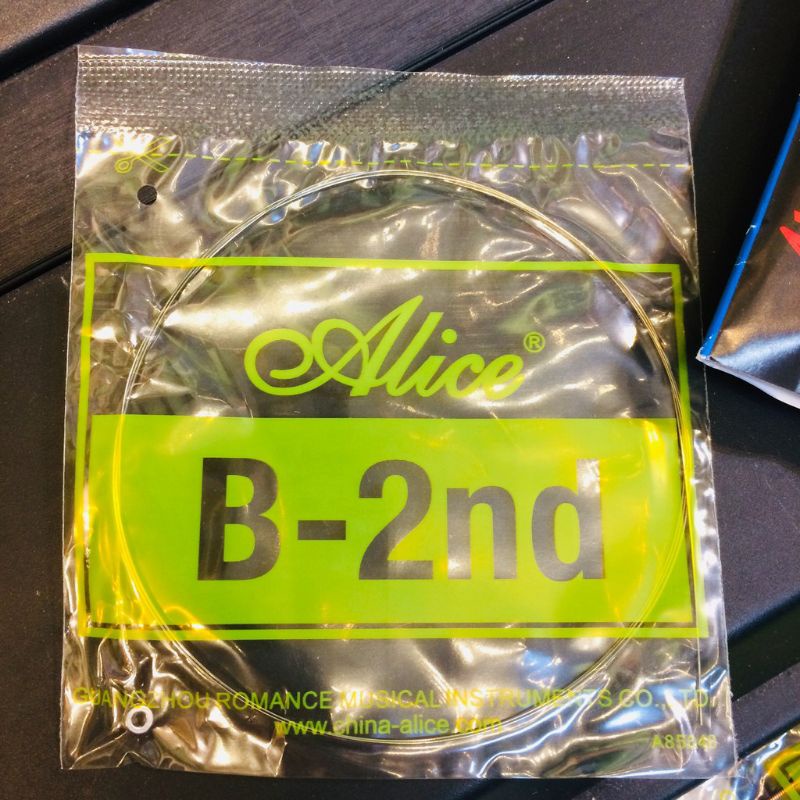 Alice®
B-2nd
GUANGZHOU ROMANCE MUSICAL INSTRUMENTS CO., LTD.
www.china-alice.com